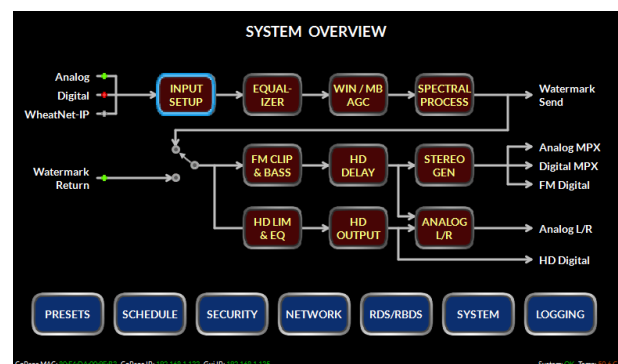 SYSTEM OVERVIEW
Analog
Digital
WheatNet-IP
INPUT
SETUP
EQUAL-
IZER
WIN / MB
AGC
SPECTRAL
PROCESS
Watermark
Send
Watermark
Return
FM CLIP
& BASS
HD
DELAY
STEREO
GEN
Analog MPX
Digital MPX
FM Digital
HD LIM
& EQ
HD
OUTPUT
ANALOG
L/R
Analog L/R
HD Digital
PRESETS
SCHEDULE
SECURITY
NETWORK
RDS/RBDS
SYSTEM
LOGGING